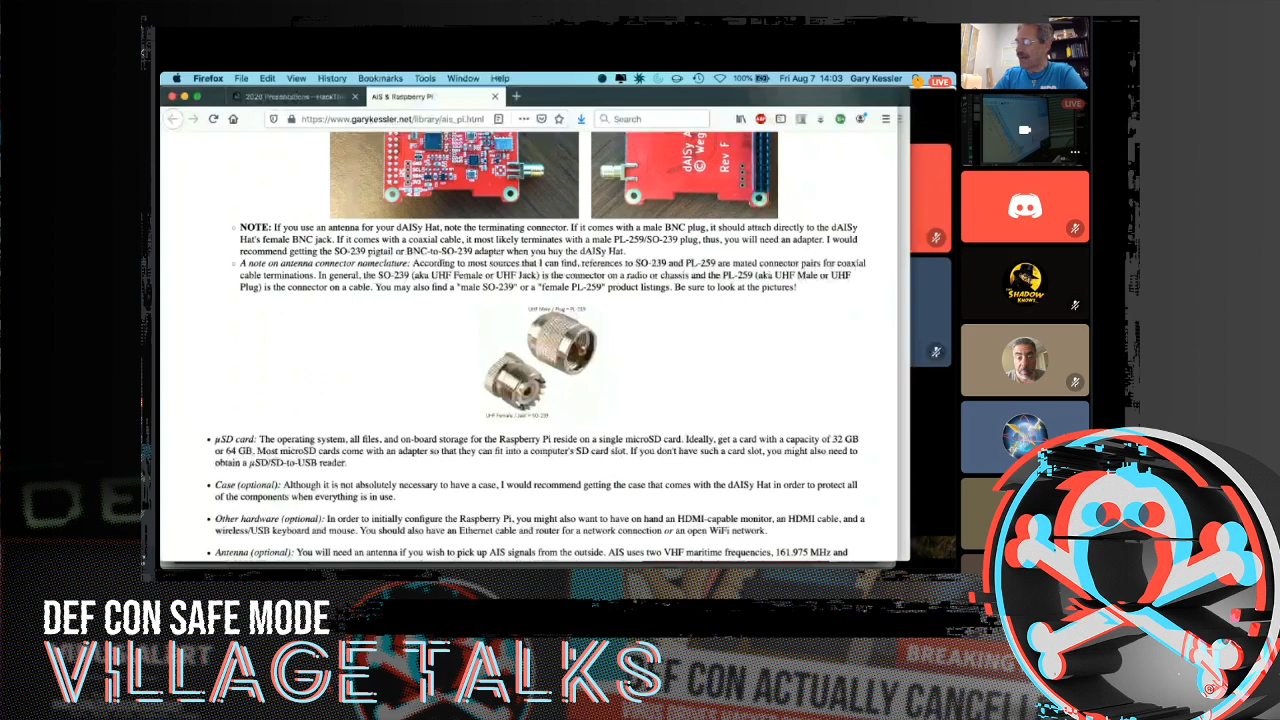 Firefox File Edit View History Bookmarks Tools Window Help
100% Fri Aug 7 14:03 Gary Kessler
LIVE
2020 Presentations
AIS & Raspberry Pi
https://www.garykessler.net/library/ais_pi.html
Search
LIVE
© Weg
Rev F
NOTE: If you use an antenna for your dAISy Hat, note the terminating connector. If it comes with a male BNC plug, it should attach directly to the dAISy
Hat's female BNC jack. If it comes with a coaxial cable, it most likely terminates with a male PL-259/SO-239 plug, thus, you will need an adapter. I would
recommend getting the SO-239 pigtail or BNC-to-SO-239 adapter when you buy the dAISy Hat.
A note on antenna connector nomenclature: According to most sources that I can find, references to SO-239 and PL-259 are mated connector pairs for coaxial
cable terminations. In general, the SO-239 (aka UHF Female or UHF Jack) is the connector on a radio or chassis and the PL-259 (aka UHF Male or UHF
Plug) is the connector on a cable. You may also find a "male SO-239" or a "female PL-259" product listings. Be sure to look at the pictures!
UHF Male / Plug = PL-259
UHF Female / Jack = SO-239
• µSD card: The operating system, all files, and on-board storage for the Raspberry Pi reside on a single microSD card. Ideally, get a card with a capacity of 32 GB
or 64 GB. Most microSD cards come with an adapter so that they can fit into a computer's SD card slot. If you don't have such a card slot, you might also need to
obtain a µSD/SD-to-USB reader.
• Case (optional): Although it is not absolutely necessary to have a case, I would recommend getting the case that comes with the dAISy Hat in order to protect all
of the components when everything is in use.
• Other hardware (optional): In order to initially configure the Raspberry Pi, you might also want to have on hand an HDMI-capable monitor, an HDMI cable, and a
wireless/USB keyboard and mouse. You should also have an Ethernet cable and router for a network connection or an open WiFi network.
• Antenna (optional): You will need an antenna if you wish to pick up AIS signals from the outside. AIS uses two VHF maritime frequencies, 161.975 MHz and
THE SHADOW KNOWS
DEF CON SAFE MODE
VILLAGE TALKS
BREAKING
DEF CON ACTUALLY CANCELL